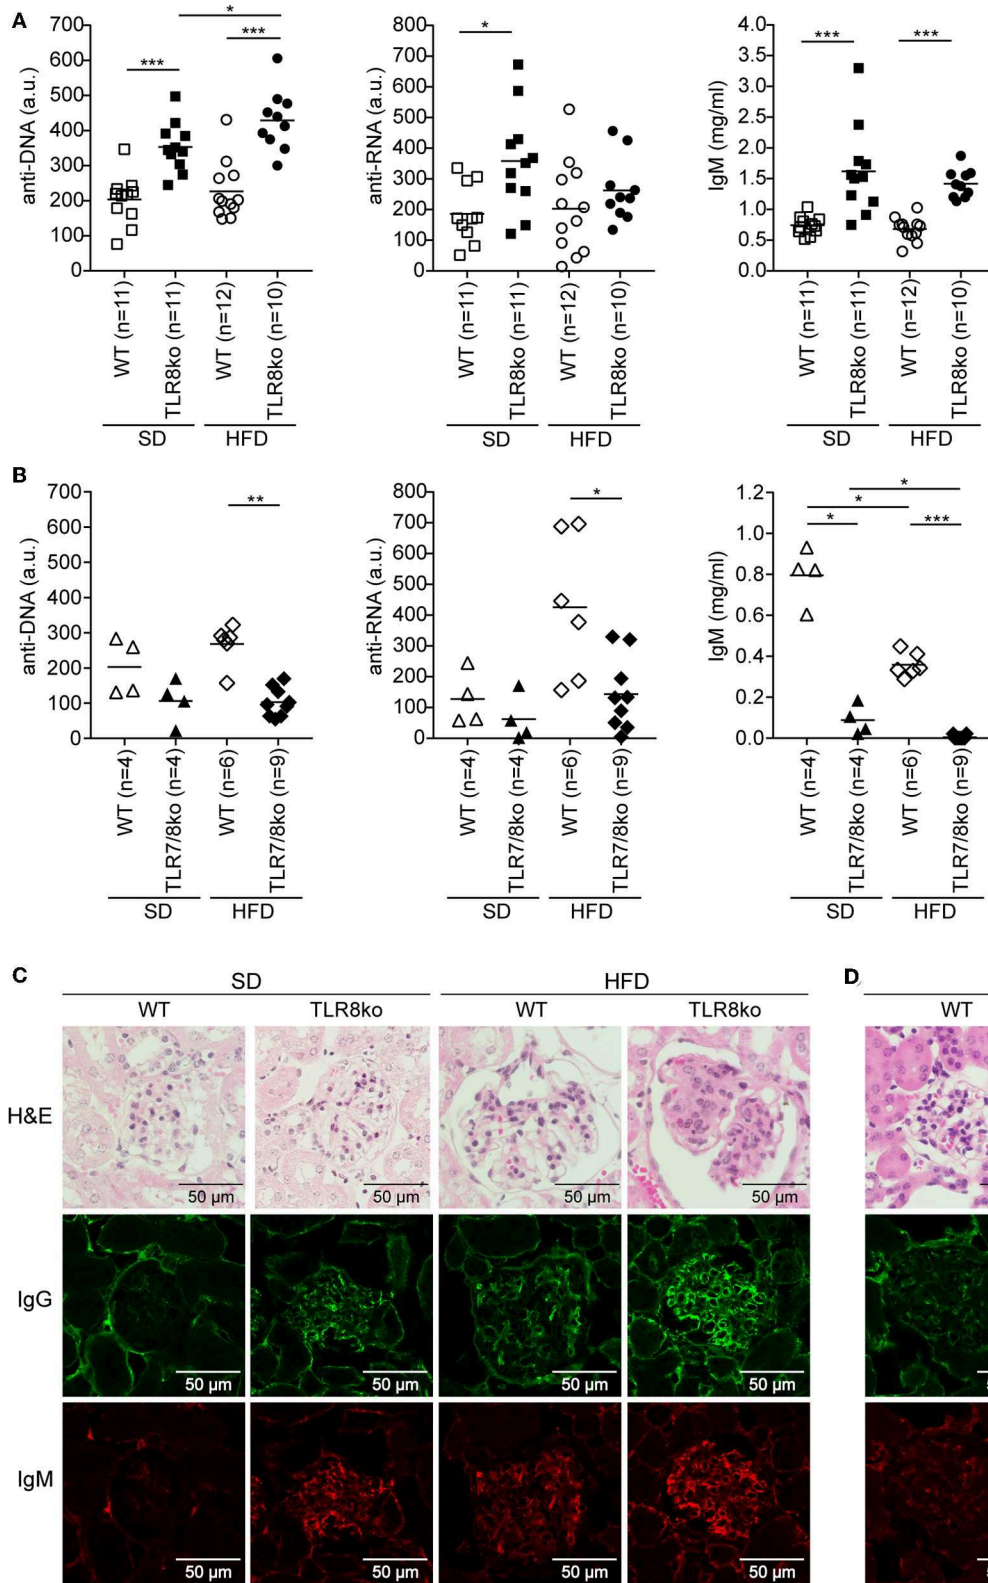 A
anti-DNA (a.u.)
700
600
500
400
300
200
100
0
***
*
***
WT (n=11)
TLR8ko (n=11)
WT (n=12)
TLR8ko (n=10)
SD
HFD
anti-RNA (a.u.)
800
700
600
500
400
300
200
100
0
*
WT (n=11)
TLR8ko (n=11)
WT (n=12)
TLR8ko (n=10)
SD
HFD
IgM (mg/ml)
4.0
3.5
3.0
2.5
2.0
1.5
1.0
0.5
0.0
***
***
WT (n=11)
TLR8ko (n=11)
WT (n=12)
TLR8ko (n=10)
SD
HFD
B
anti-DNA (a.u.)
700
600
500
400
300
200
100
0
**
WT (n=4)
TLR7/8ko (n=4)
WT (n=6)
TLR7/8ko (n=9)
SD
HFD
anti-RNA (a.u.)
800
700
600
500
400
300
200
100
0
*
WT (n=4)
TLR7/8ko (n=4)
WT (n=6)
TLR7/8ko (n=9)
SD
HFD
IgM (mg/ml)
1.2
1.0
0.8
0.6
0.4
0.2
0.0
*
*
*
***
WT (n=4)
TLR7/8ko (n=4)
WT (n=6)
TLR7/8ko (n=9)
SD
HFD
C
SD
HFD
D
WT
TLR8ko
WT
TLR8ko
WT
H&E
50 µm
50 µm
50 µm
50 µm
IgG
50 µm
50 µm
50 µm
50 µm
IgM
50 µm
50 µm
50 µm
50 µm